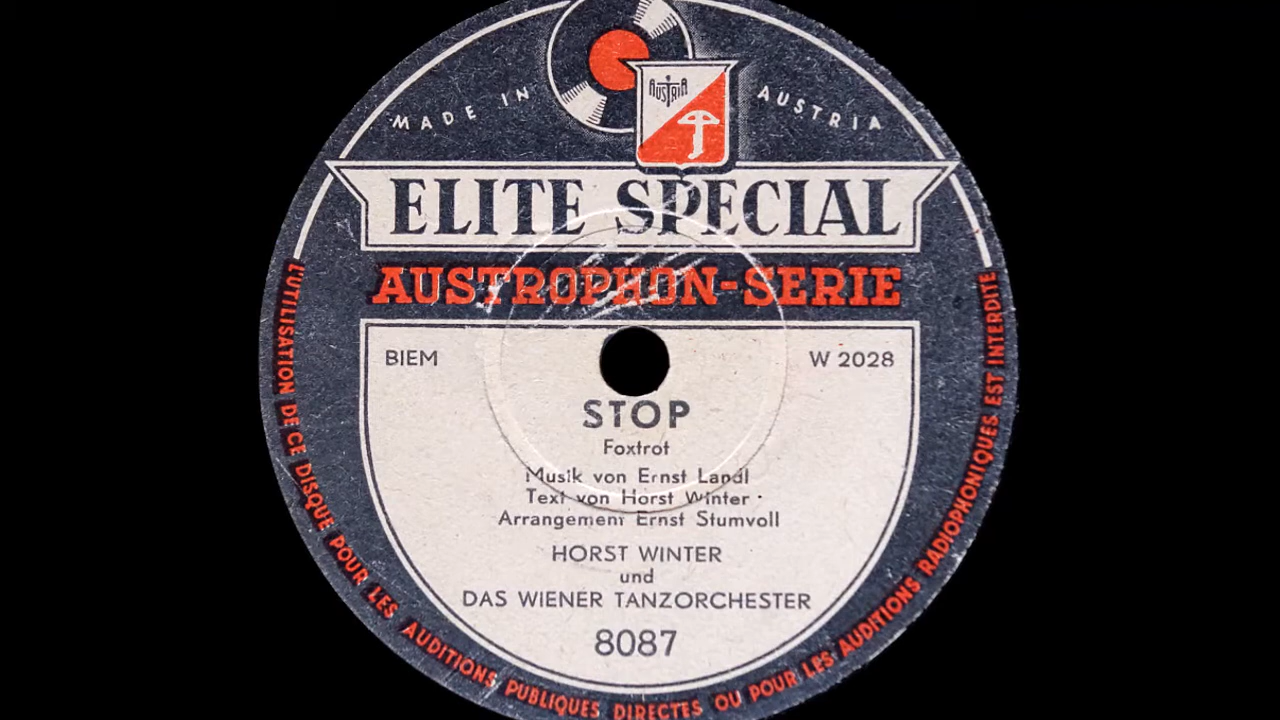 MADE IN AUSTRIA
AUSTRIA
ELITE SPECIAL
AUSTROPHON-SERIE
BIEM
W 2028
STOP
Foxtrot
Musik von Ernst Landl
Text von Horst Winter
Arrangement Ernst Stumvoll
HORST WINTER
und
DAS WIENER TANZORCHESTER
8087
L'UTILISATION DE CE DISQUE POUR LES AUDITIONS PUBLIQUES DIRECTES OU POUR LES AUDITIONS RADIOPHONIQUES EST INTERDITE